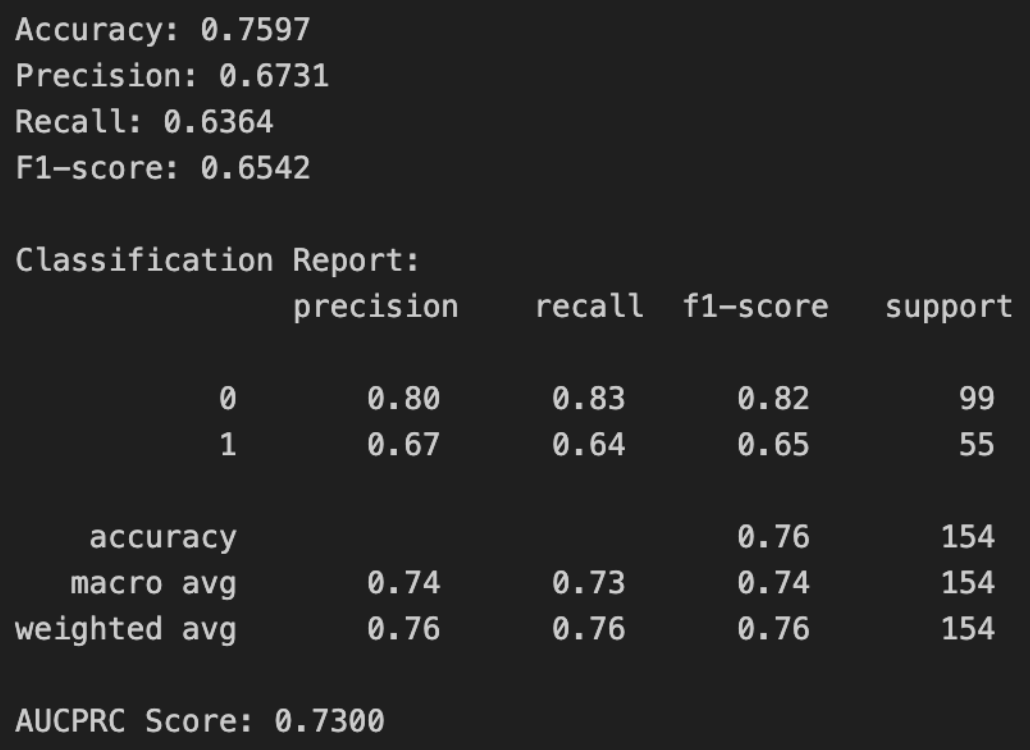 Accuracy: 0.7597
Precision: 0.6731
Recall: 0.6364
F1-score: 0.6542
Classification Report:
precision recall f1-score support
0 0.80 0.83 0.82 99
1 0.67 0.64 0.65 55
accuracy 0.76 154
macro avg 0.74 0.73 0.74 154
weighted avg 0.76 0.76 0.76 154
AUCPRC Score: 0.7300